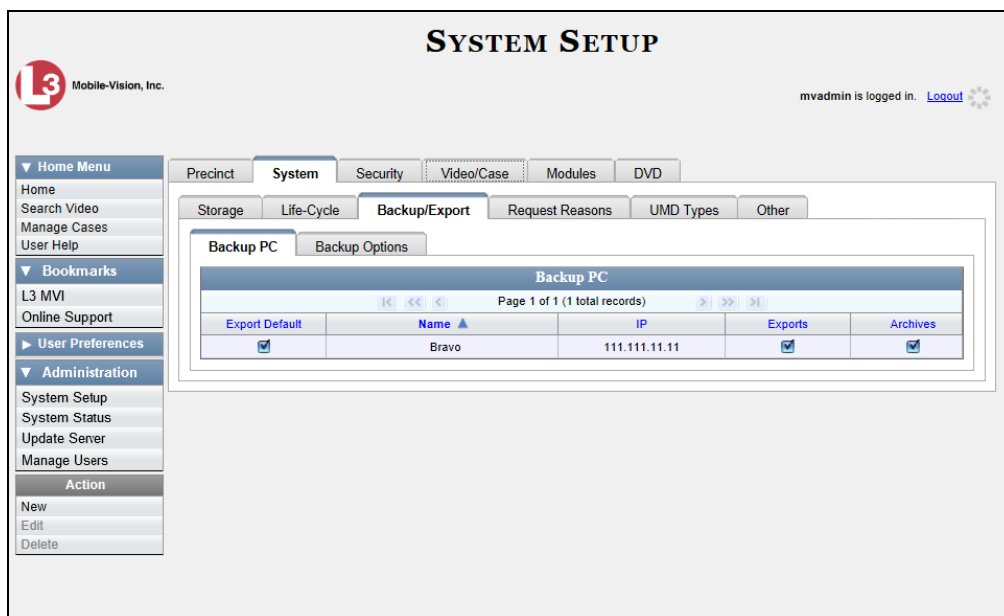 SYSTEM SETUP
L3 Mobile-Vision, Inc.
mvadmin is logged in. Logout
▼ Home Menu
Home
Search Video
Manage Cases
User Help
▼ Bookmarks
L3 MVI
Online Support
▶ User Preferences
▼ Administration
System Setup
System Status
Update Server
Manage Users
Action
New
Edit
Delete
Precinct System Security Video/Case Modules DVD
Storage Life-Cycle Backup/Export Request Reasons UMD Types Other
Backup PC Backup Options
Backup PC
Page 1 of 1 (1 total records)
Export Default Name ▲ IP Exports Archives
Bravo 111.111.11.11